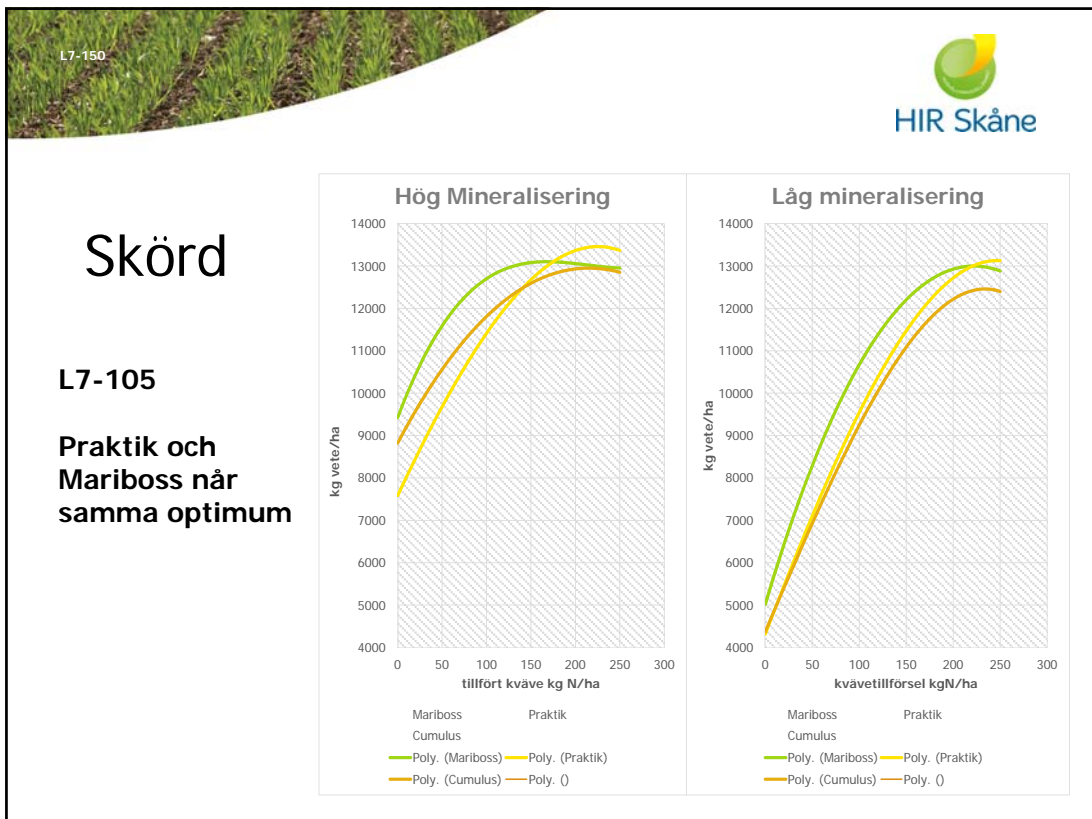 L7-150
HIR Skåne
Skörd
L7-105
Praktik och
Mariboss når
samma optimum
Hög Mineralisering
14000
13000
12000
11000
10000
9000
8000
7000
6000
5000
4000
kg vete/ha
0 50 100 150 200 250 300
tillfört kväve kg N/ha
Mariboss Praktik
Cumulus
Poly. (Mariboss) Poly. (Praktik)
Poly. (Cumulus) Poly. ()
Låg mineralisering
14000
13000
12000
11000
10000
9000
8000
7000
6000
5000
4000
kg vete/ha
0 50 100 150 200 250 300
kvävetillförsel kgN/ha
Mariboss Praktik
Cumulus
Poly. (Mariboss) Poly. (Praktik)
Poly. (Cumulus) Poly. ()